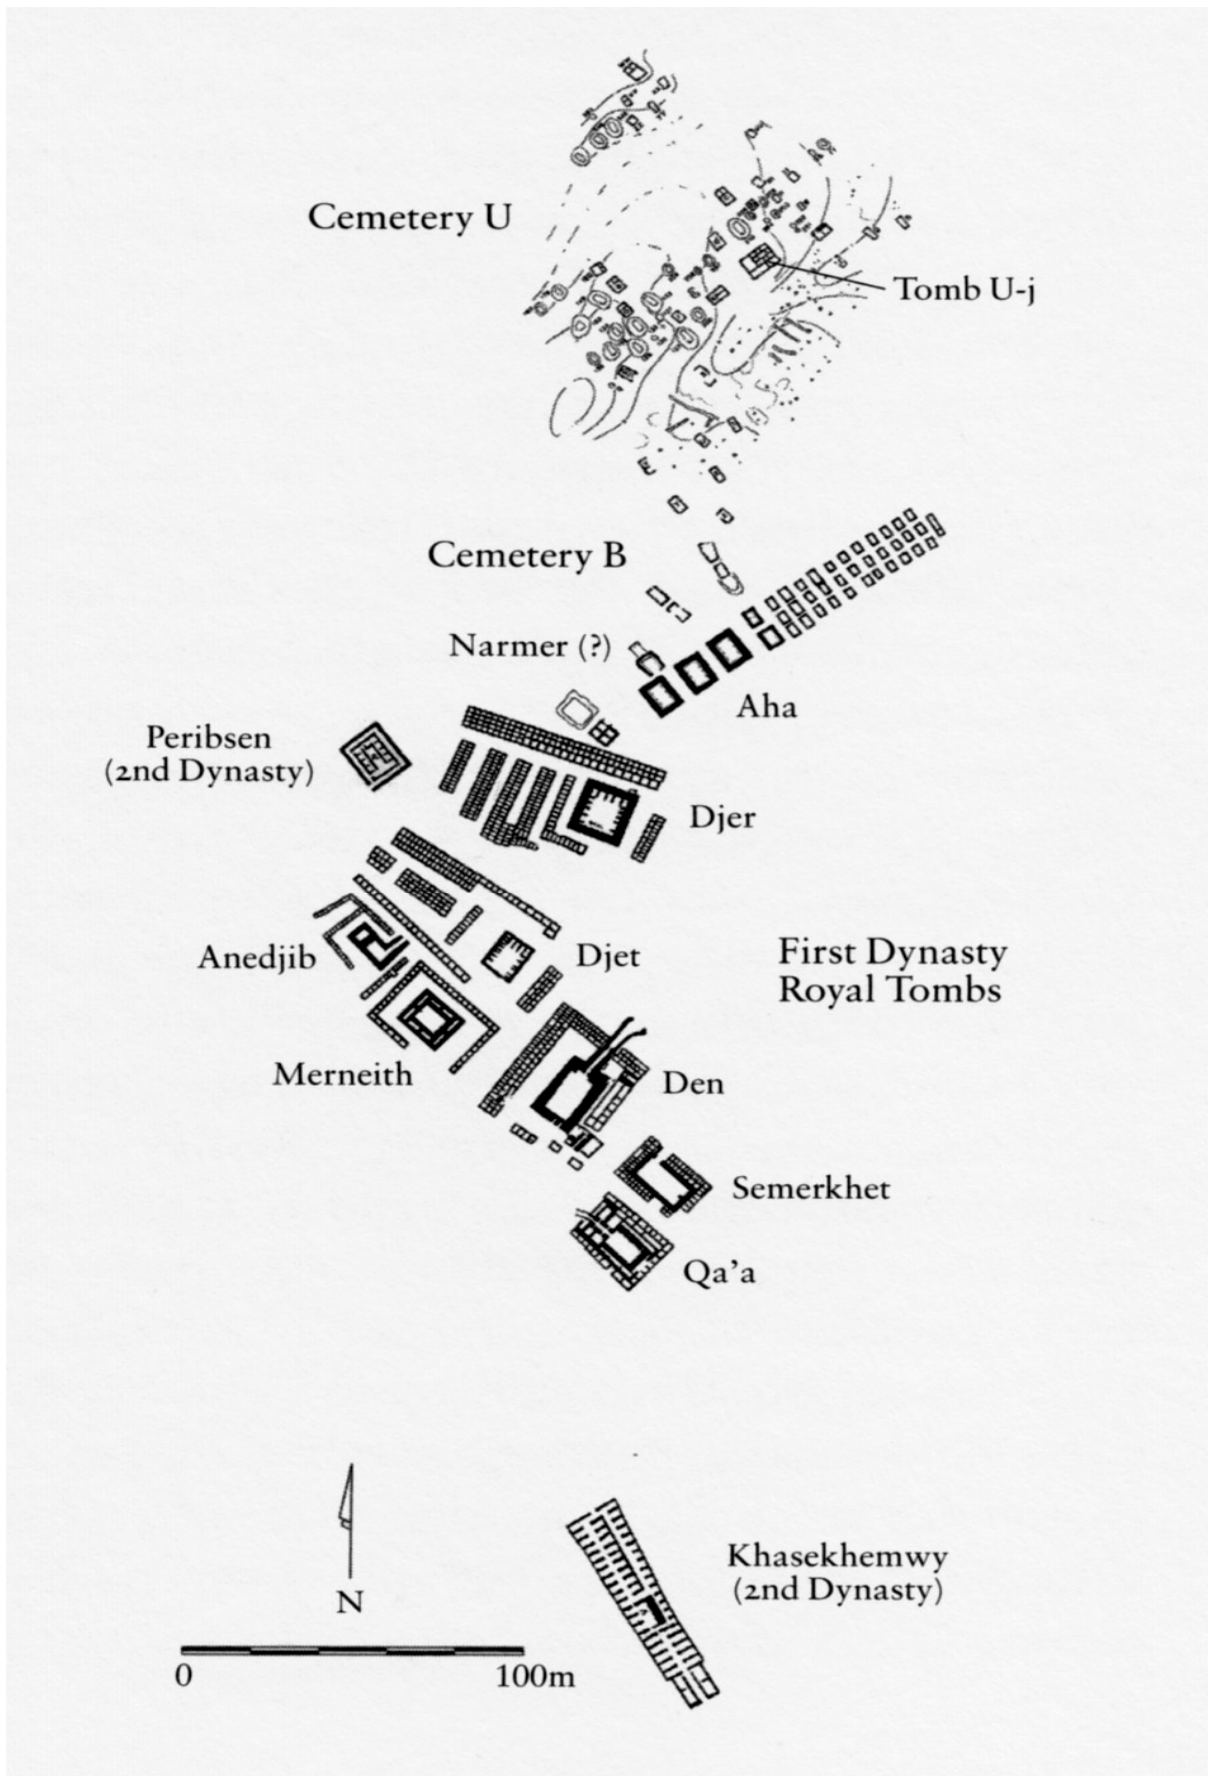 Cemetery U
Tomb U-j
Cemetery B
Narmer (?)
Aha
Peribsen
(2nd Dynasty)
Djer
Anedjib
Djet
First Dynasty
Royal Tombs
Merneith
Den
Semerkhet
Qa’a
Khasekhemwy
(2nd Dynasty)
N
0
100m